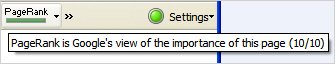 PageRank » Settings
PageRank is Google's view of the importance of this page (10/10)